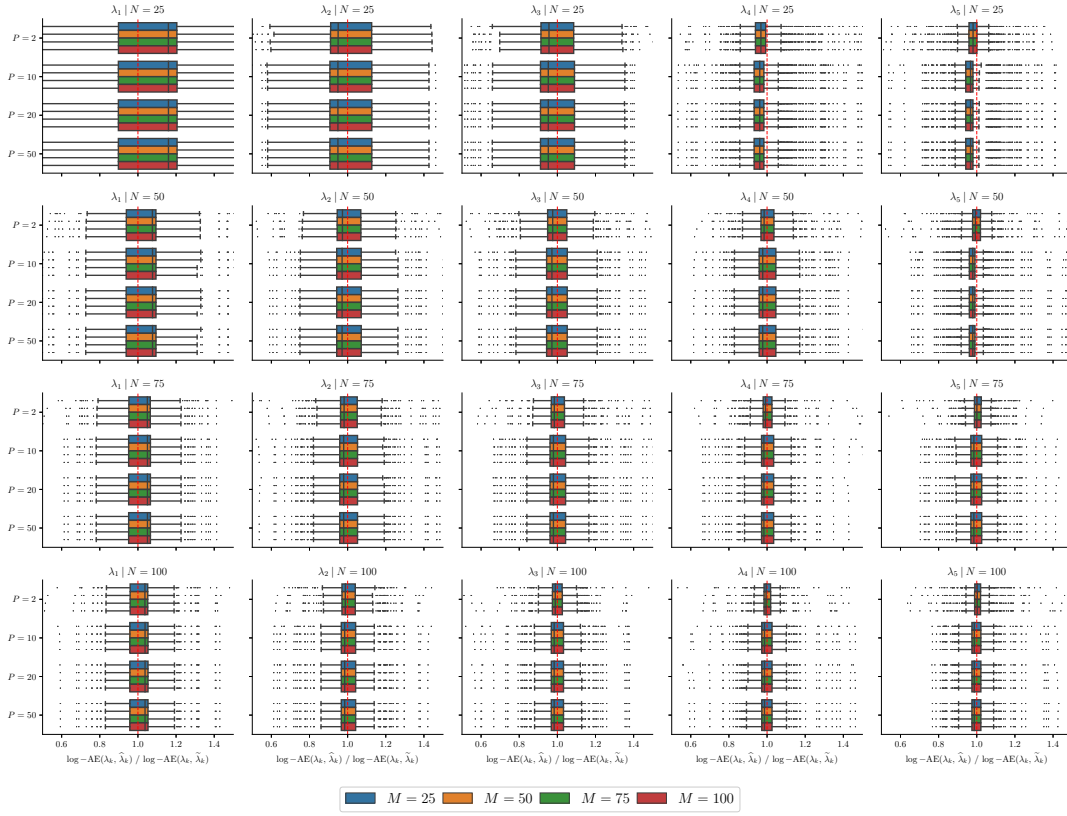 λ₁ | N = 25
λ₂ | N = 25
λ₃ | N = 25
λ₄ | N = 25
λ₅ | N = 25
P = 2
P = 10
P = 20
P = 50
λ₁ | N = 50
λ₂ | N = 50
λ₃ | N = 50
λ₄ | N = 50
λ₅ | N = 50
P = 2
P = 10
P = 20
P = 50
λ₁ | N = 75
λ₂ | N = 75
λ₃ | N = 75
λ₄ | N = 75
λ₅ | N = 75
P = 2
P = 10
P = 20
P = 50
λ₁ | N = 100
λ₂ | N = 100
λ₃ | N = 100
λ₄ | N = 100
λ₅ | N = 100
P = 2
P = 10
P = 20
P = 50
0.6 0.8 1.0 1.2 1.4
0.6 0.8 1.0 1.2 1.4
0.6 0.8 1.0 1.2 1.4
0.6 0.8 1.0 1.2 1.4
0.6 0.8 1.0 1.2 1.4
log−AE(λₖ, λ̂ₖ) / log−AE(λₖ, λ̃ₖ)
log−AE(λₖ, λ̂ₖ) / log−AE(λₖ, λ̃ₖ)
log−AE(λₖ, λ̂ₖ) / log−AE(λₖ, λ̃ₖ)
log−AE(λₖ, λ̂ₖ) / log−AE(λₖ, λ̃ₖ)
log−AE(λₖ, λ̂ₖ) / log−AE(λₖ, λ̃ₖ)
M = 25 M = 50 M = 75 M = 100